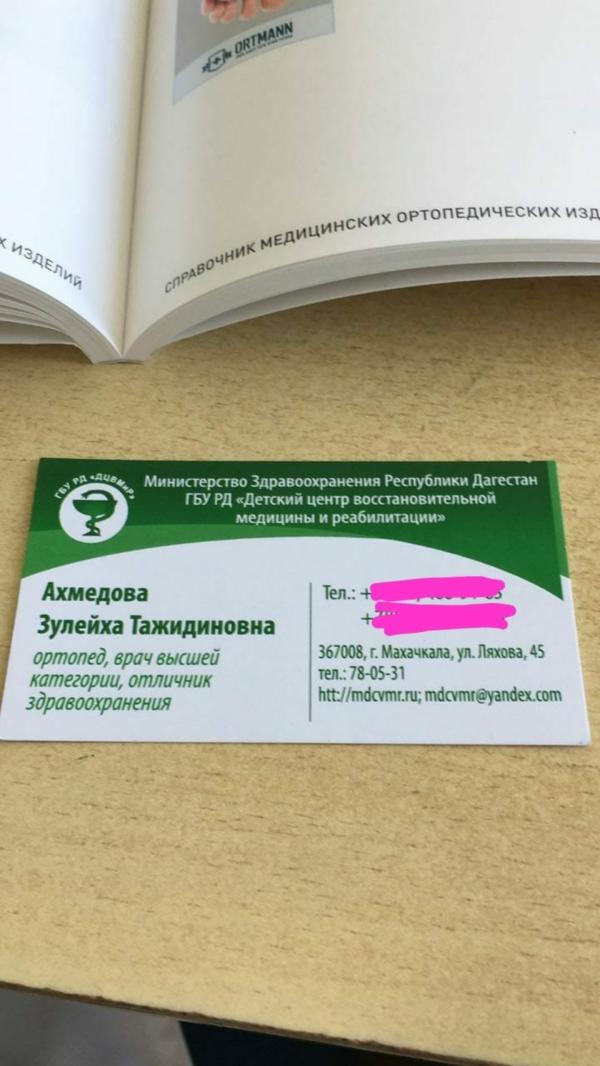 ORTMANN
Х ИЗДЕЛИЙ
СПРАВОЧНИК МЕДИЦИНСКИХ ОРТОПЕДИЧЕСКИХ ИЗД
ГБУ РД «ДЦВМиР»
Министерство Здравоохранения Республики Дагестан
ГБУ РД «Детский центр восстановительной
медицины и реабилитации»
Ахмедова
Зулейха Тажидиновна
ортопед, врач высшей
категории, отличник
здравоохранения
Тел.: +
+
367008, г. Махачкала, ул. Ляхова, 45
тел.: 78-05-31
htt://mdcvmr.ru; mdcvmr@yandex.com